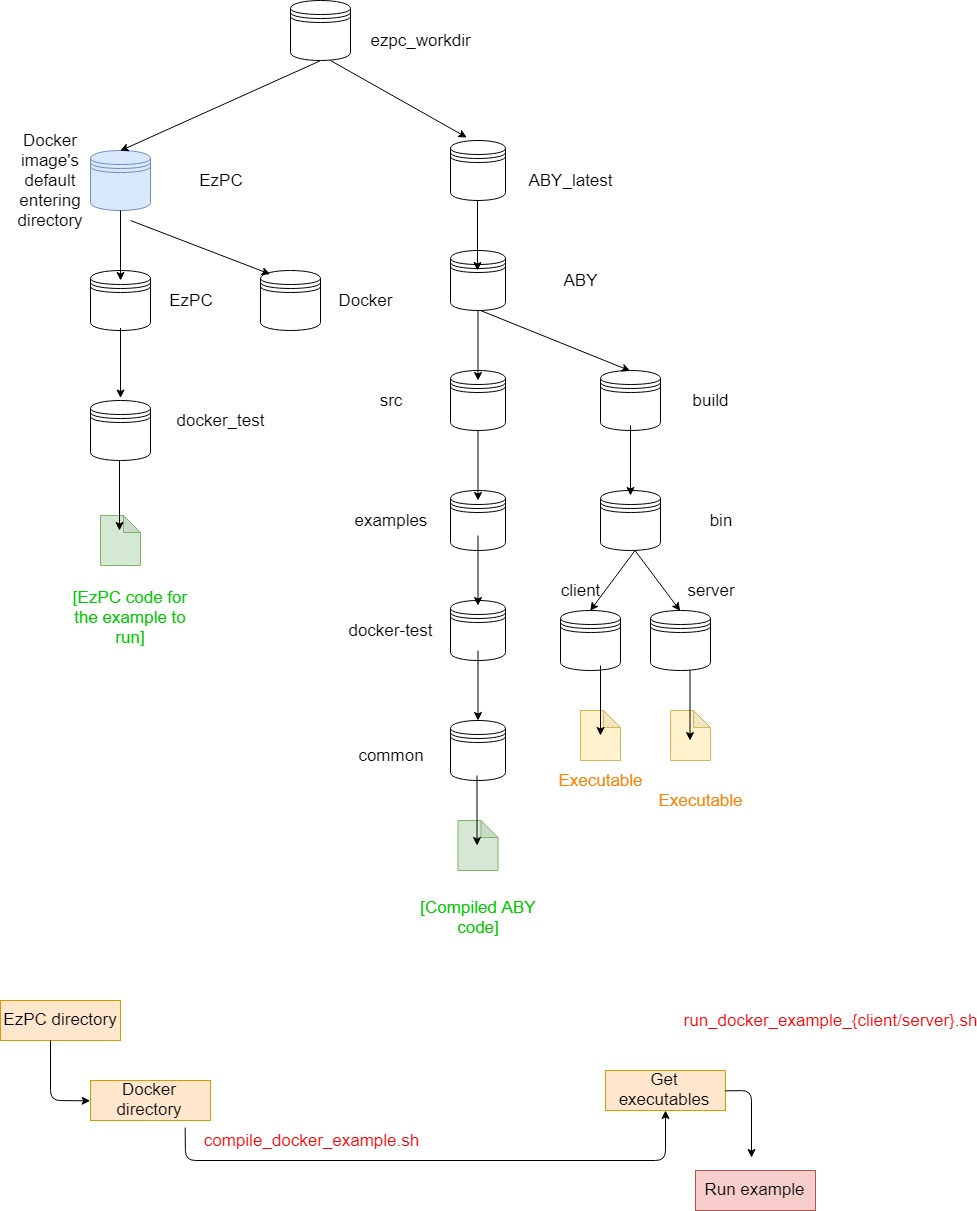 ezpc_workdir
Docker
image's
default
entering
directory
EzPC
ABY_latest
EzPC
Docker
ABY
docker_test
src
build
examples
bin
[EzPC code for
the example to
run]
client
server
docker-test
common
Executable
Executable
[Compiled ABY
code]
EzPC directory
run_docker_example_{client/server}.sh
Docker
directory
Get
executables
compile_docker_example.sh
Run example